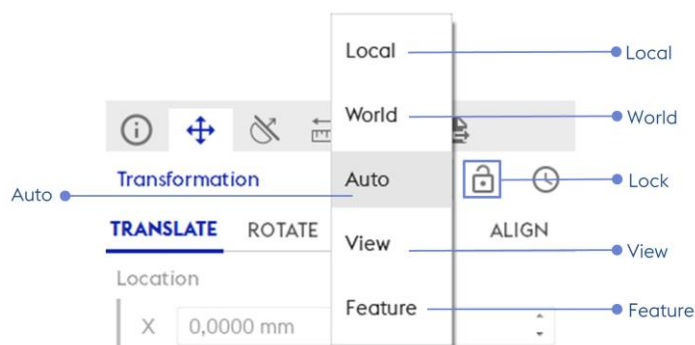 Local
Local
World
World
Transformation
Auto
Lock
Auto
TRANSLATE
ROTATE
ALIGN
View
View
Location
Feature
Feature
X
0,0000 mm